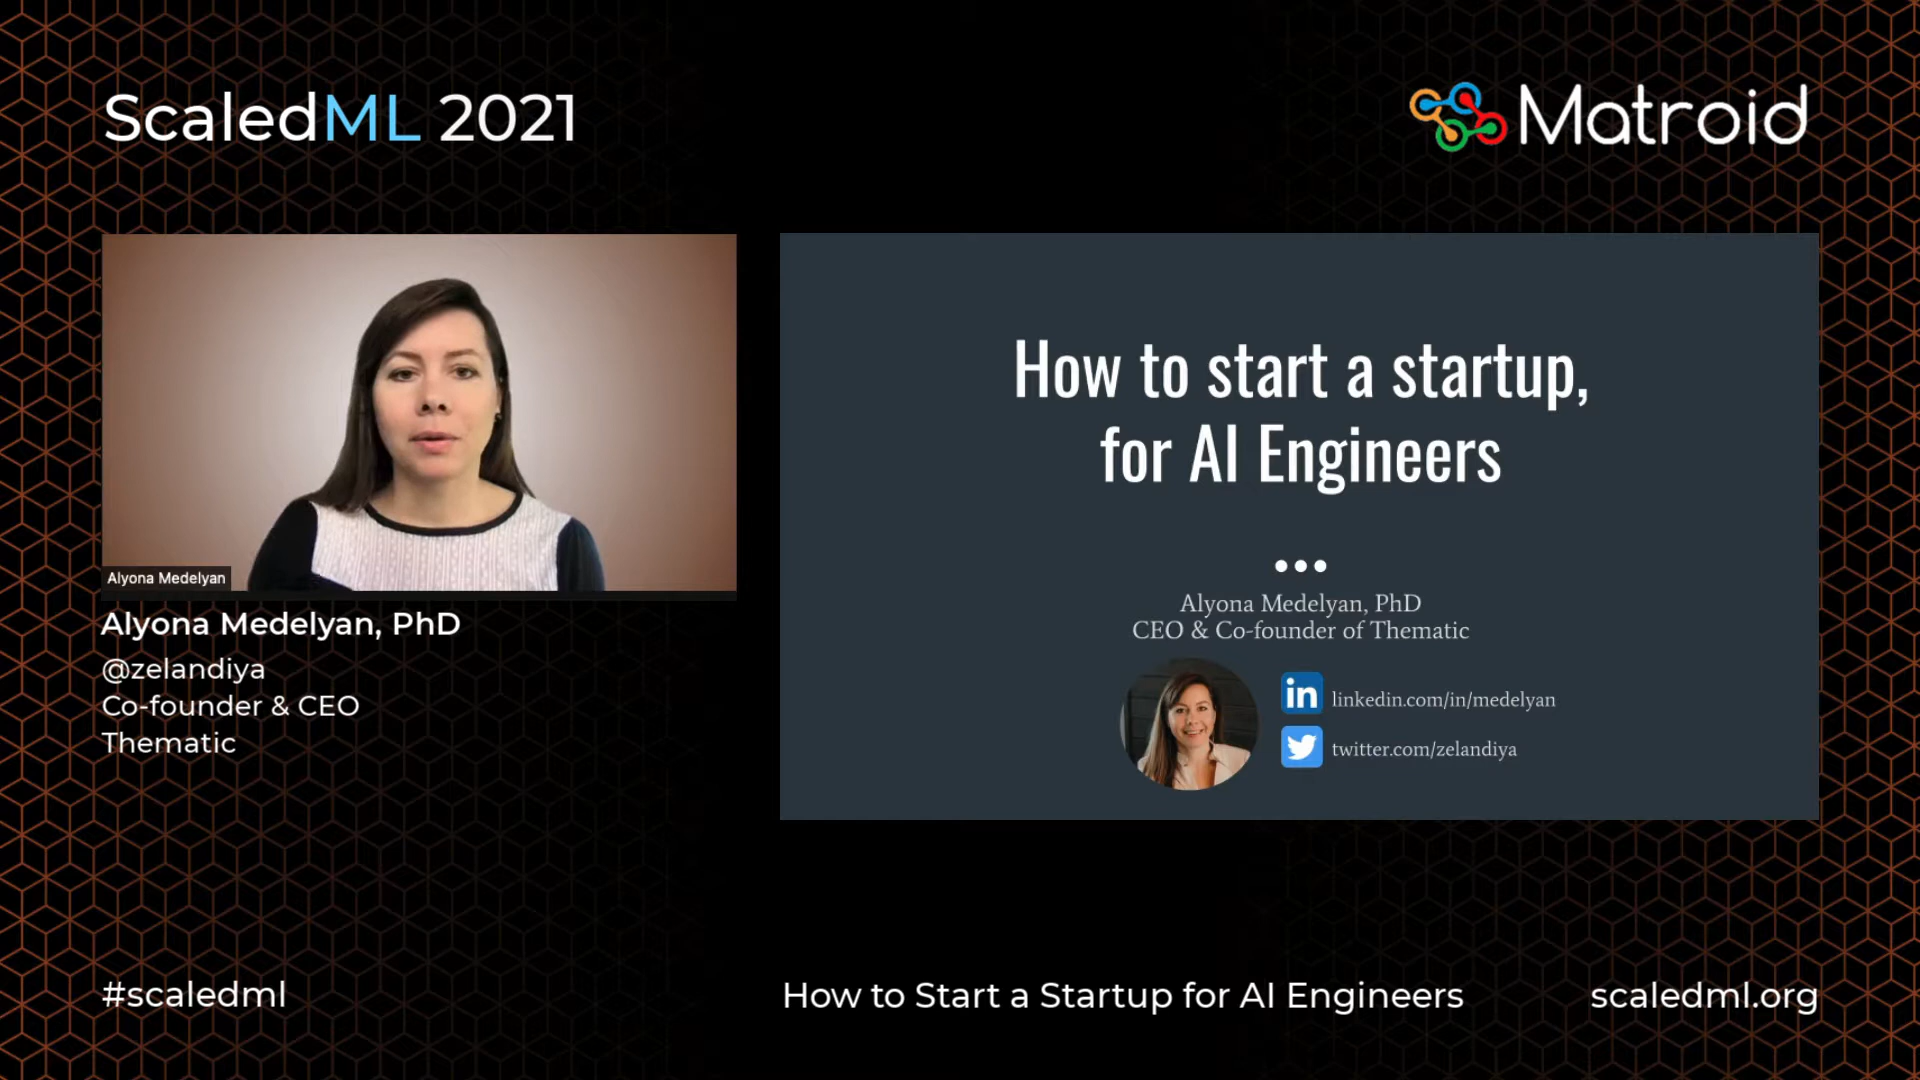 ScaledML 2021
Matroid
Alyona Medelyan
Alyona Medelyan, PhD
@zelandiya
Co-founder & CEO
Thematic
How to start a startup,
for AI Engineers
Alyona Medelyan, PhD
CEO & Co-founder of Thematic
in linkedin.com/in/medelyan
twitter.com/zelandiya
#scaledml
How to Start a Startup for AI Engineers
scaledml.org